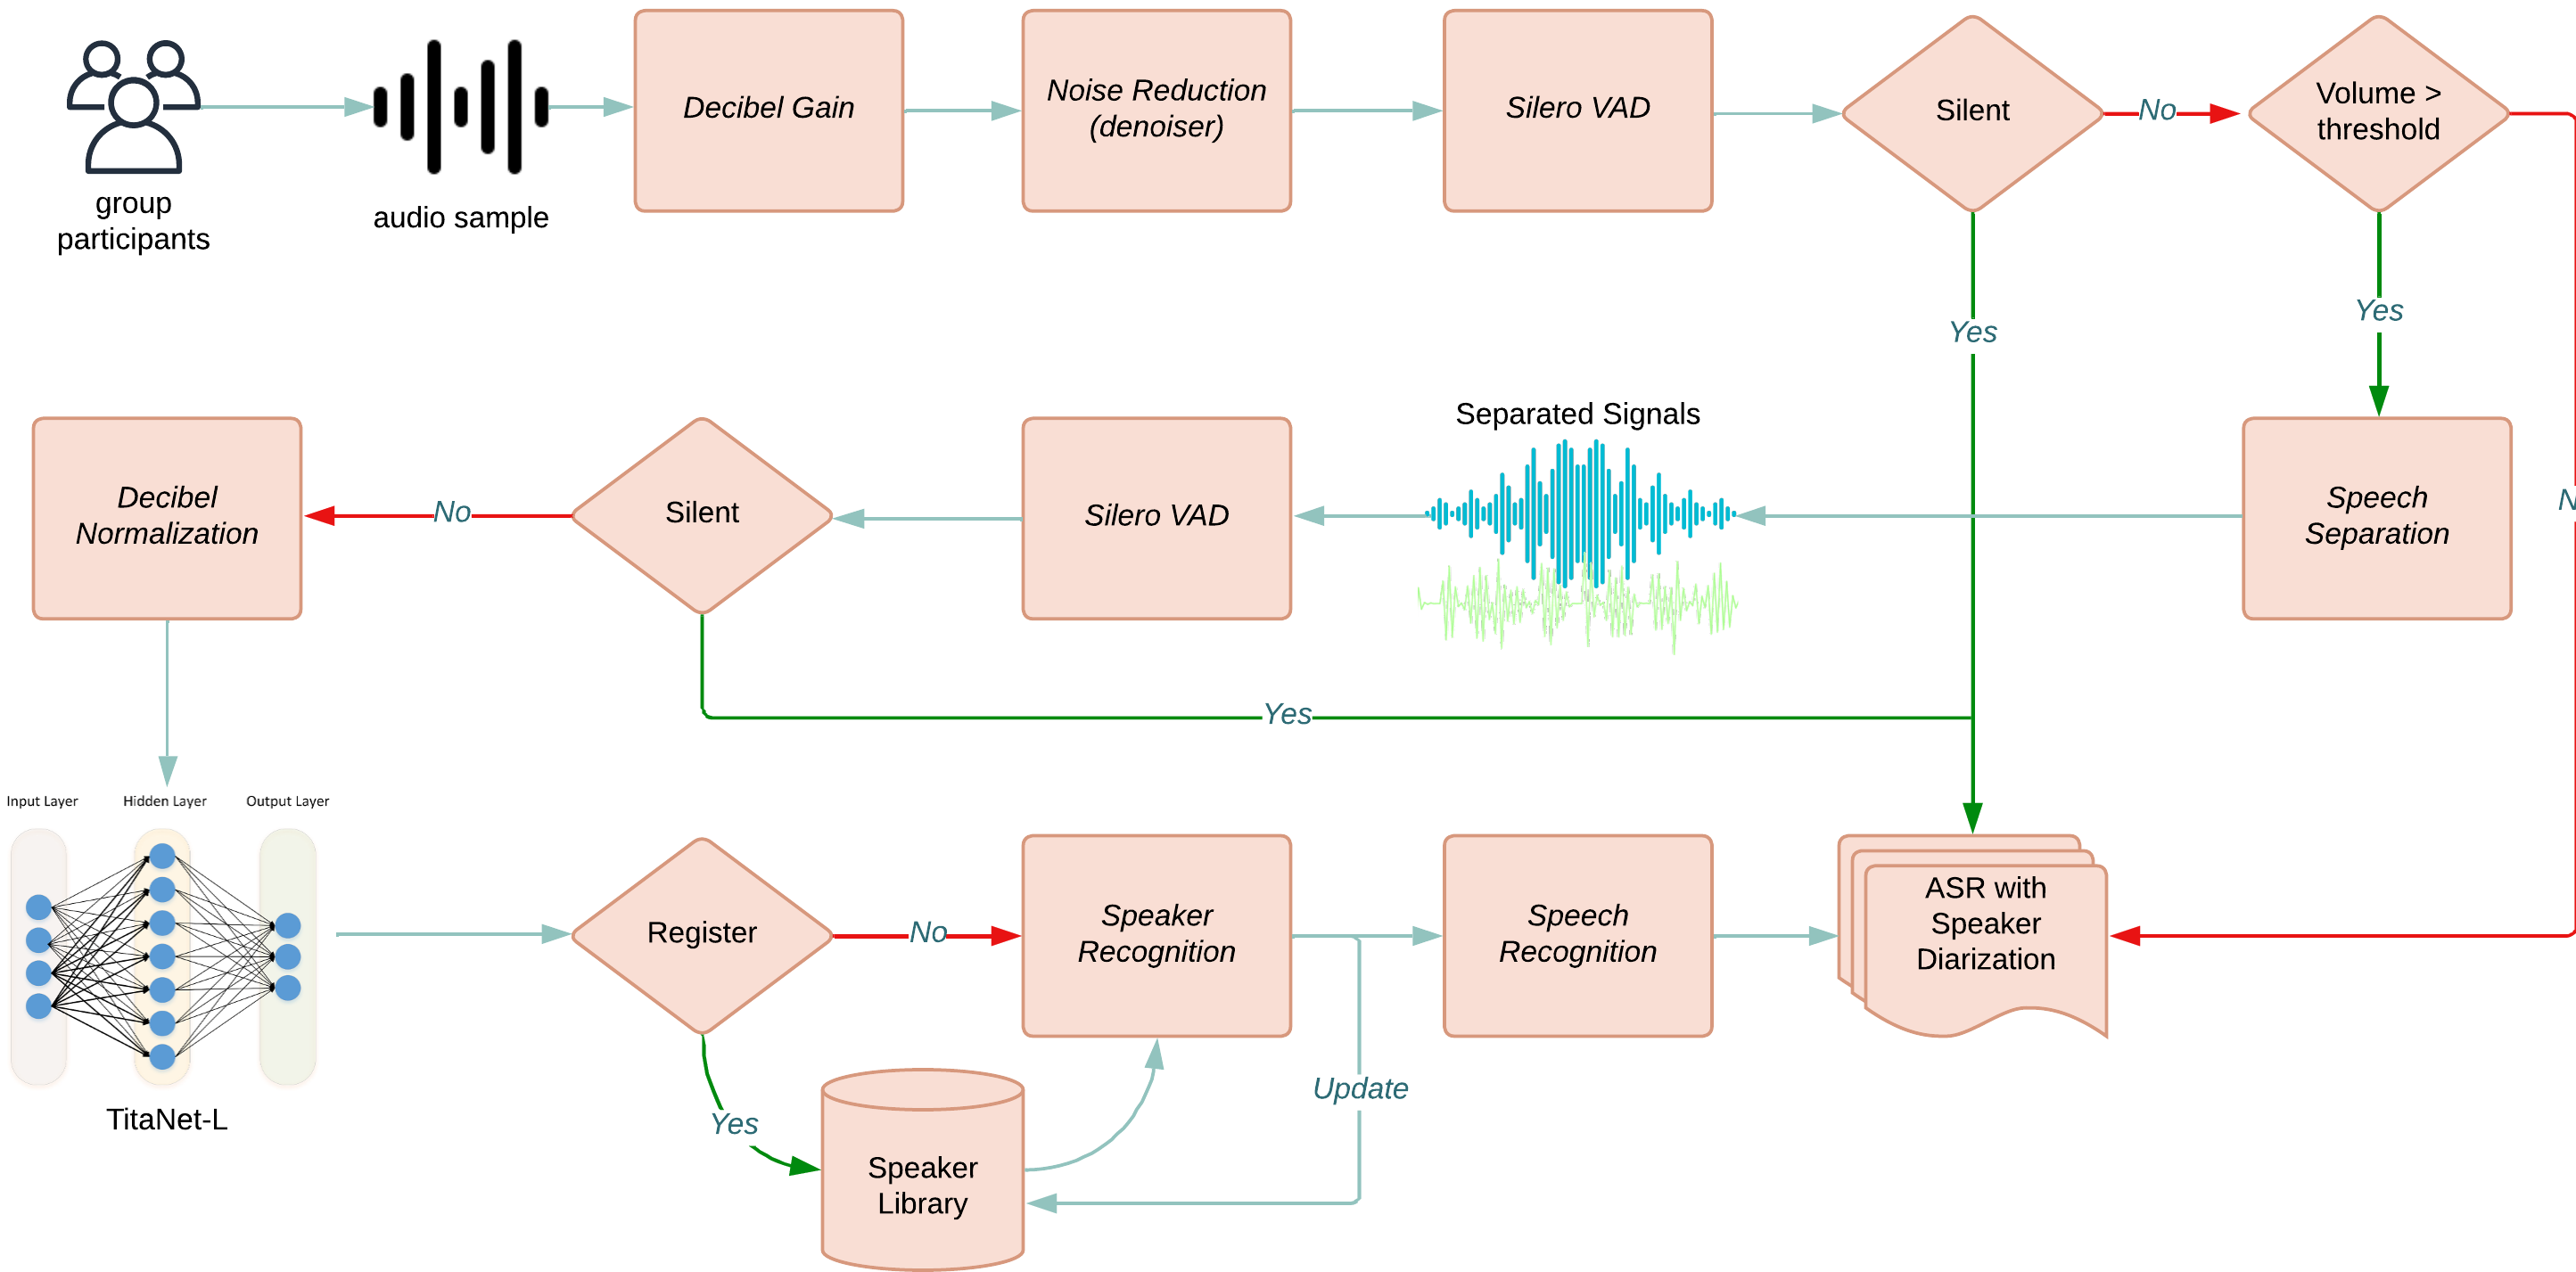 group
participants
audio sample
Decibel Gain
Noise Reduction
(denoiser)
Silero VAD
Silent
No
Volume >
threshold
Yes
Yes
Decibel
Normalization
No
Silent
Silero VAD
Separated Signals
Speech
Separation
N
Yes
Input Layer
Hidden Layer
Output Layer
TitaNet-L
Register
No
Speaker
Recognition
Speech
Recognition
ASR with
Speaker
Diarization
Yes
Speaker
Library
Update